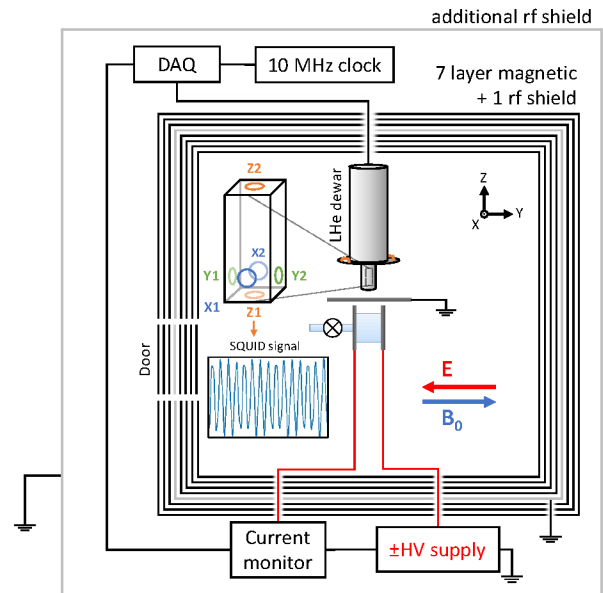 additional rf shield
DAQ
10 MHz clock
7 layer magnetic
+ 1 rf shield
Z2
LHe dewar
Z
X
Y
X2
Y1
Y2
X1
Z1
SQUID signal
Door
E
B₀
Current
monitor
±HV supply